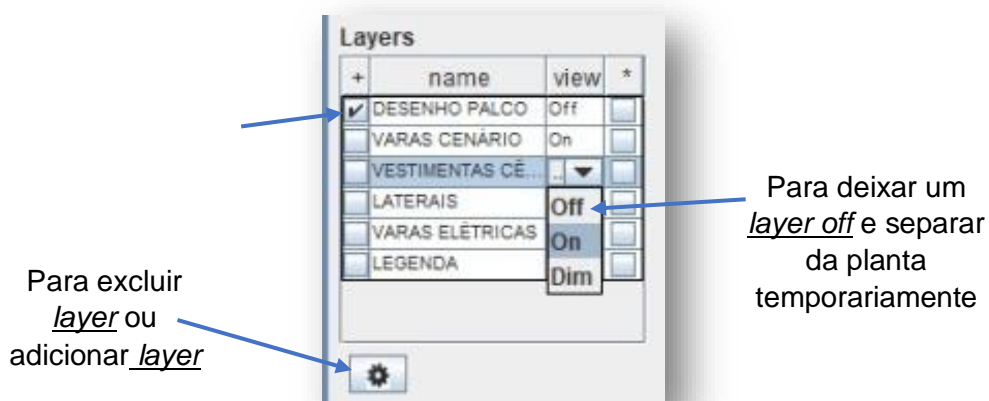 Layers
+ name view *
DESENHO PALCO Off
VARAS CENÁRIO On
VESTIMENTAS CÊ... ..
LATERAIS
VARAS ELÉTRICAS
LEGENDA
Off
On
Dim
Para deixar um
layer off e separar
da planta
temporariamente
Para excluir
layer ou
adicionar layer